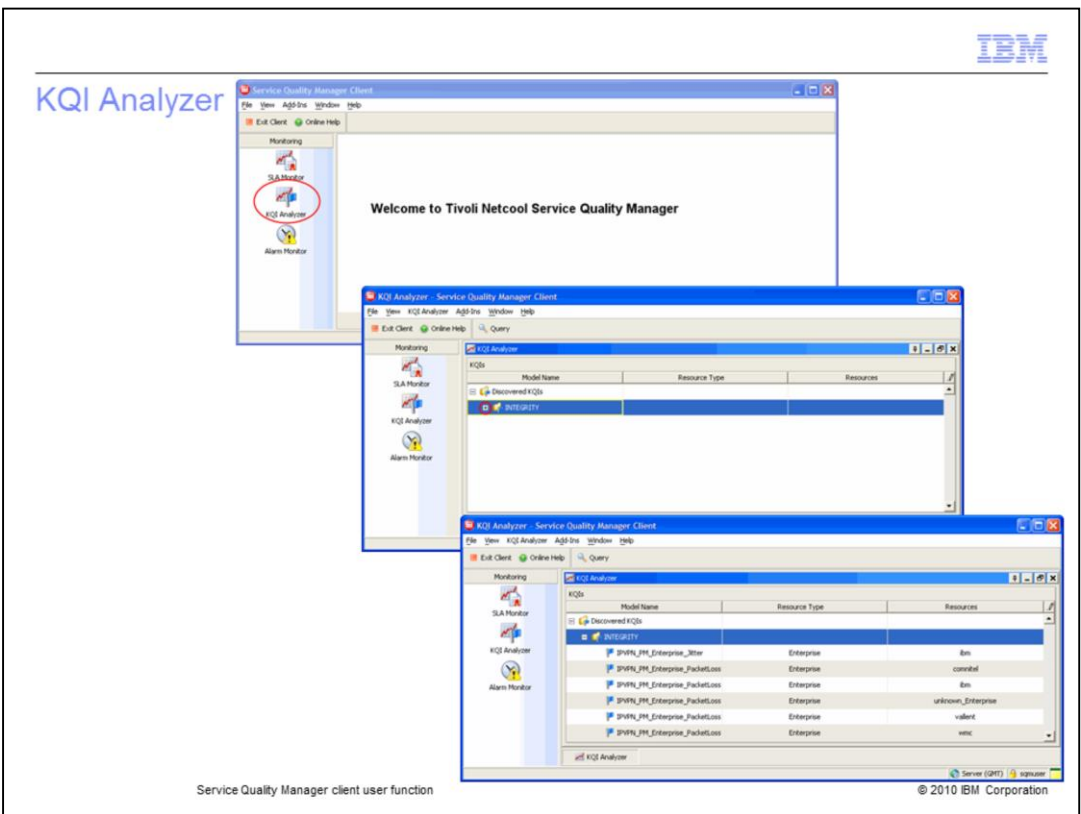 IBM
KQI Analyzer
Service Quality Manager Client
File View Add-Ins Window Help
Exit Client Online Help
Monitoring
SLA Monitor
KQI Analyzer
Alarm Monitor
Welcome to Tivoli Netcool Service Quality Manager
KQI Analyzer - Service Quality Manager Client
File View KQI Analyzer Add-Ins Window Help
Exit Client Online Help Query
Monitoring
SLA Monitor
KQI Analyzer
Alarm Monitor
KQI Analyzer
KQIs
Model Name Resource Type Resources
Discovered KQIs
INTEGRITY
KQI Analyzer - Service Quality Manager Client
File View KQI Analyzer Add-Ins Window Help
Exit Client Online Help Query
Monitoring
SLA Monitor
KQI Analyzer
Alarm Monitor
KQI Analyzer
KQIs
Model Name Resource Type Resources
Discovered KQIs
INTEGRITY
IPVPN_PM_Enterprise_Jitter Enterprise ibm
IPVPN_PM_Enterprise_PacketLoss Enterprise comnitel
IPVPN_PM_Enterprise_PacketLoss Enterprise ibm
IPVPN_PM_Enterprise_PacketLoss Enterprise unknown_Enterprise
IPVPN_PM_Enterprise_PacketLoss Enterprise vallent
IPVPN_PM_Enterprise_PacketLoss Enterprise
KQI Analyzer
Server (GMT) sqmuser
Service Quality Manager client user function
© 2010 IBM Corporation